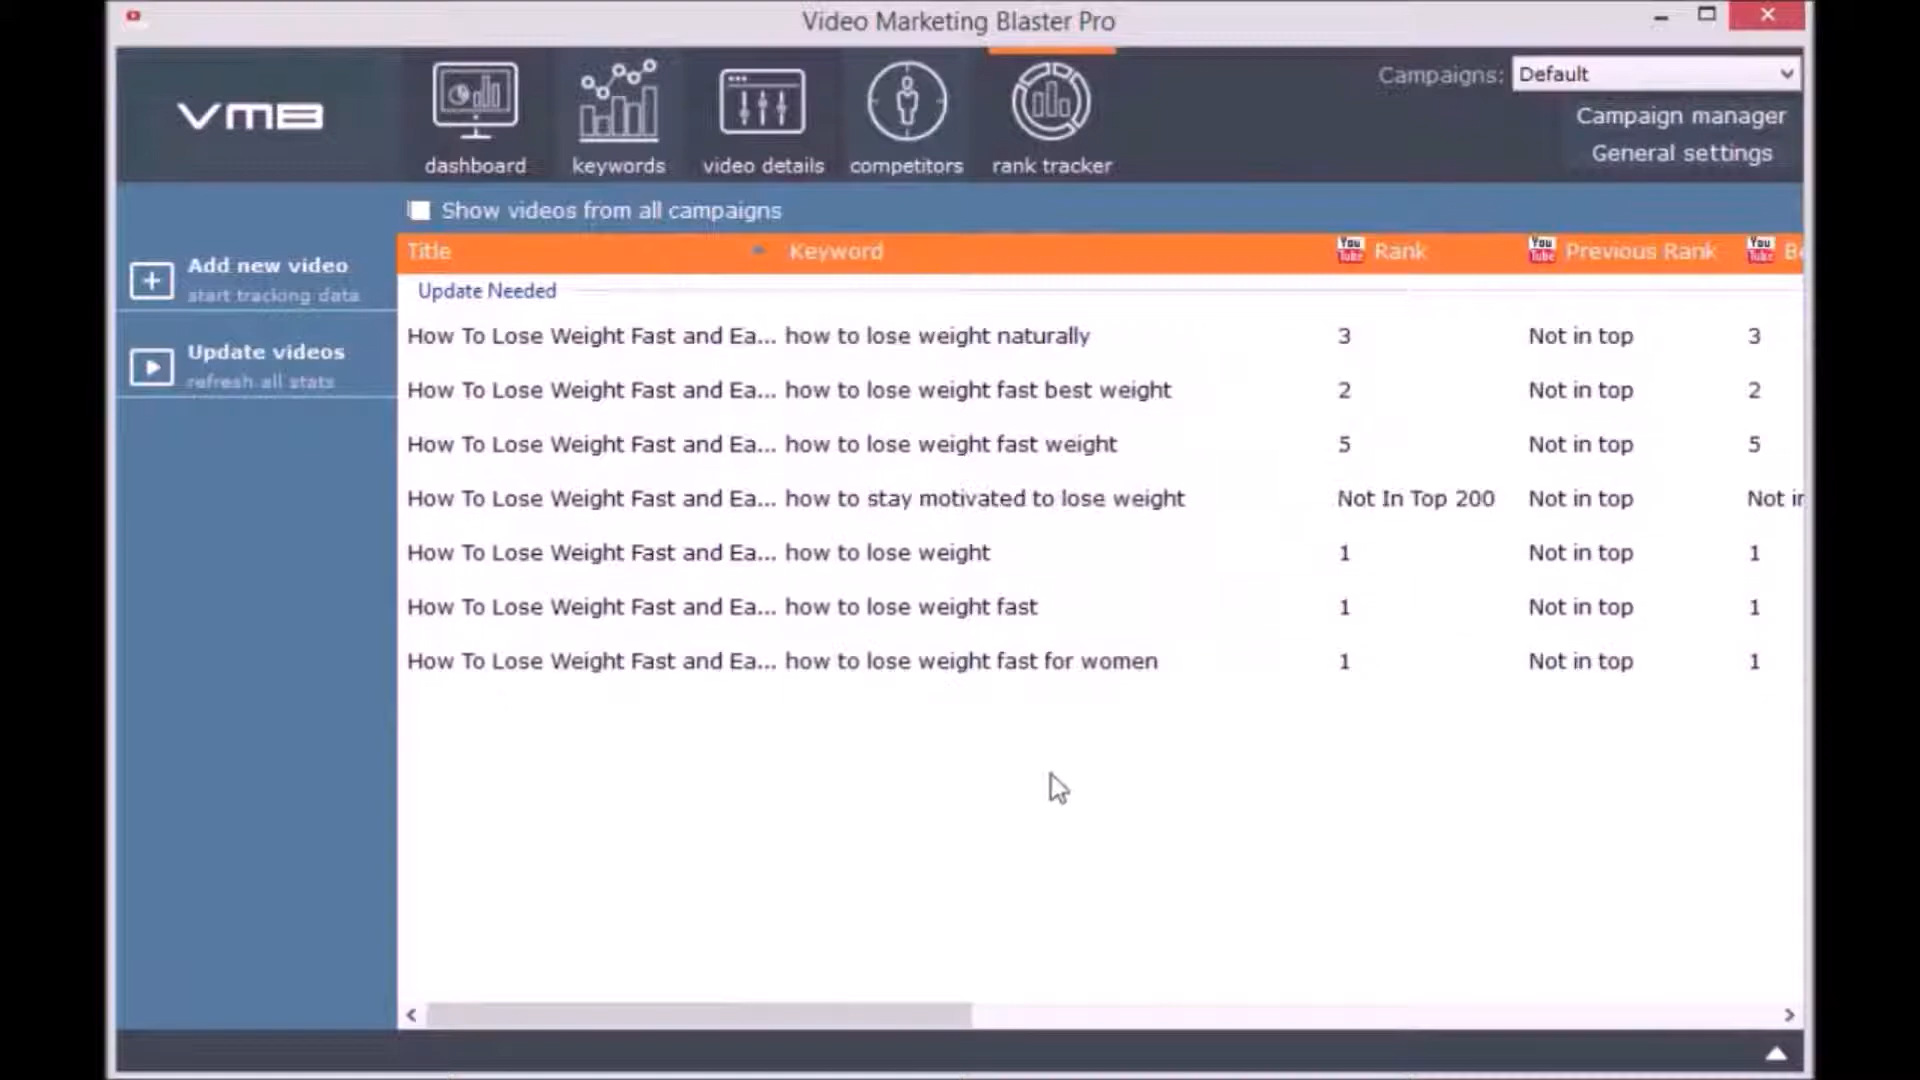 Video Marketing Blaster Pro
VMB
dashboard
keywords
video details
competitors
rank tracker
Campaigns: Default
Campaign manager
General settings
Show videos from all campaigns
Add new video
start tracking data
Update videos
refresh all stats
Title Keyword You Tube Rank You Tube Previous Rank You Tube
Update Needed
How To Lose Weight Fast and Ea... how to lose weight naturally 3 Not in top 3
How To Lose Weight Fast and Ea... how to lose weight fast best weight 2 Not in top 2
How To Lose Weight Fast and Ea... how to lose weight fast weight 5 Not in top 5
How To Lose Weight Fast and Ea... how to stay motivated to lose weight Not In Top 200 Not in top Not
How To Lose Weight Fast and Ea... how to lose weight 1 Not in top 1
How To Lose Weight Fast and Ea... how to lose weight fast 1 Not in top 1
How To Lose Weight Fast and Ea... how to lose weight fast for women 1 Not in top 1